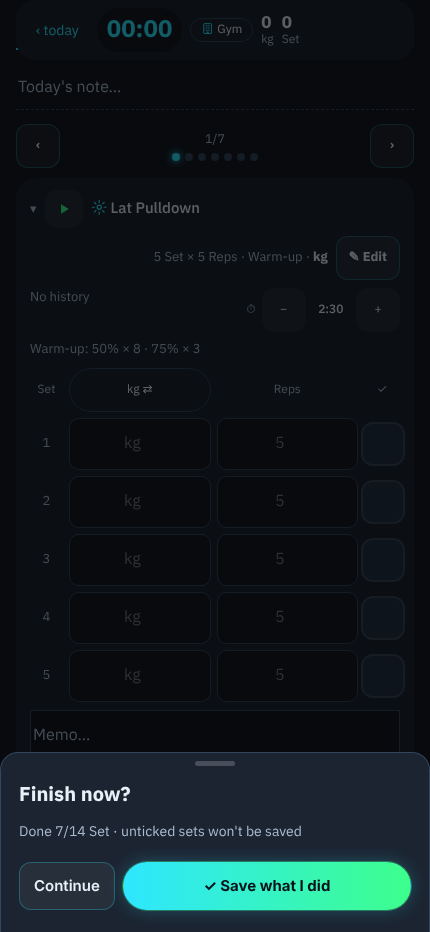 ‹ today
00:00
Gym
0 0
kg Set
Today's note...
‹
1/7
›
▾ ▶ Lat Pulldown
5 Set × 5 Reps · Warm-up · kg
✎ Edit
No history
⏱ − 2:30 +
Warm-up: 50% × 8 · 75% × 3
Set kg ⇄ Reps ✓
1 kg 5
2 kg 5
3 kg 5
4 kg 5
5 kg 5
Memo...
Finish now?
Done 7/14 Set · unticked sets won't be saved
Continue
✓ Save what I did